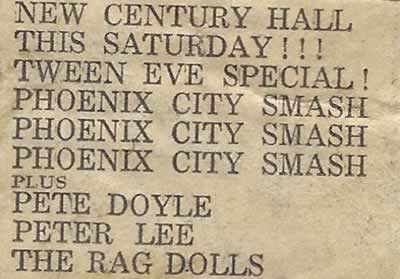 NEW CENTURY HALL
THIS SATURDAY!!!
TWEEN EVE SPECIAL!
PHOENIX CITY SMASH
PHOENIX CITY SMASH
PHOENIX CITY SMASH
PLUS
PETE DOYLE
PETER LEE
THE RAG DOLLS